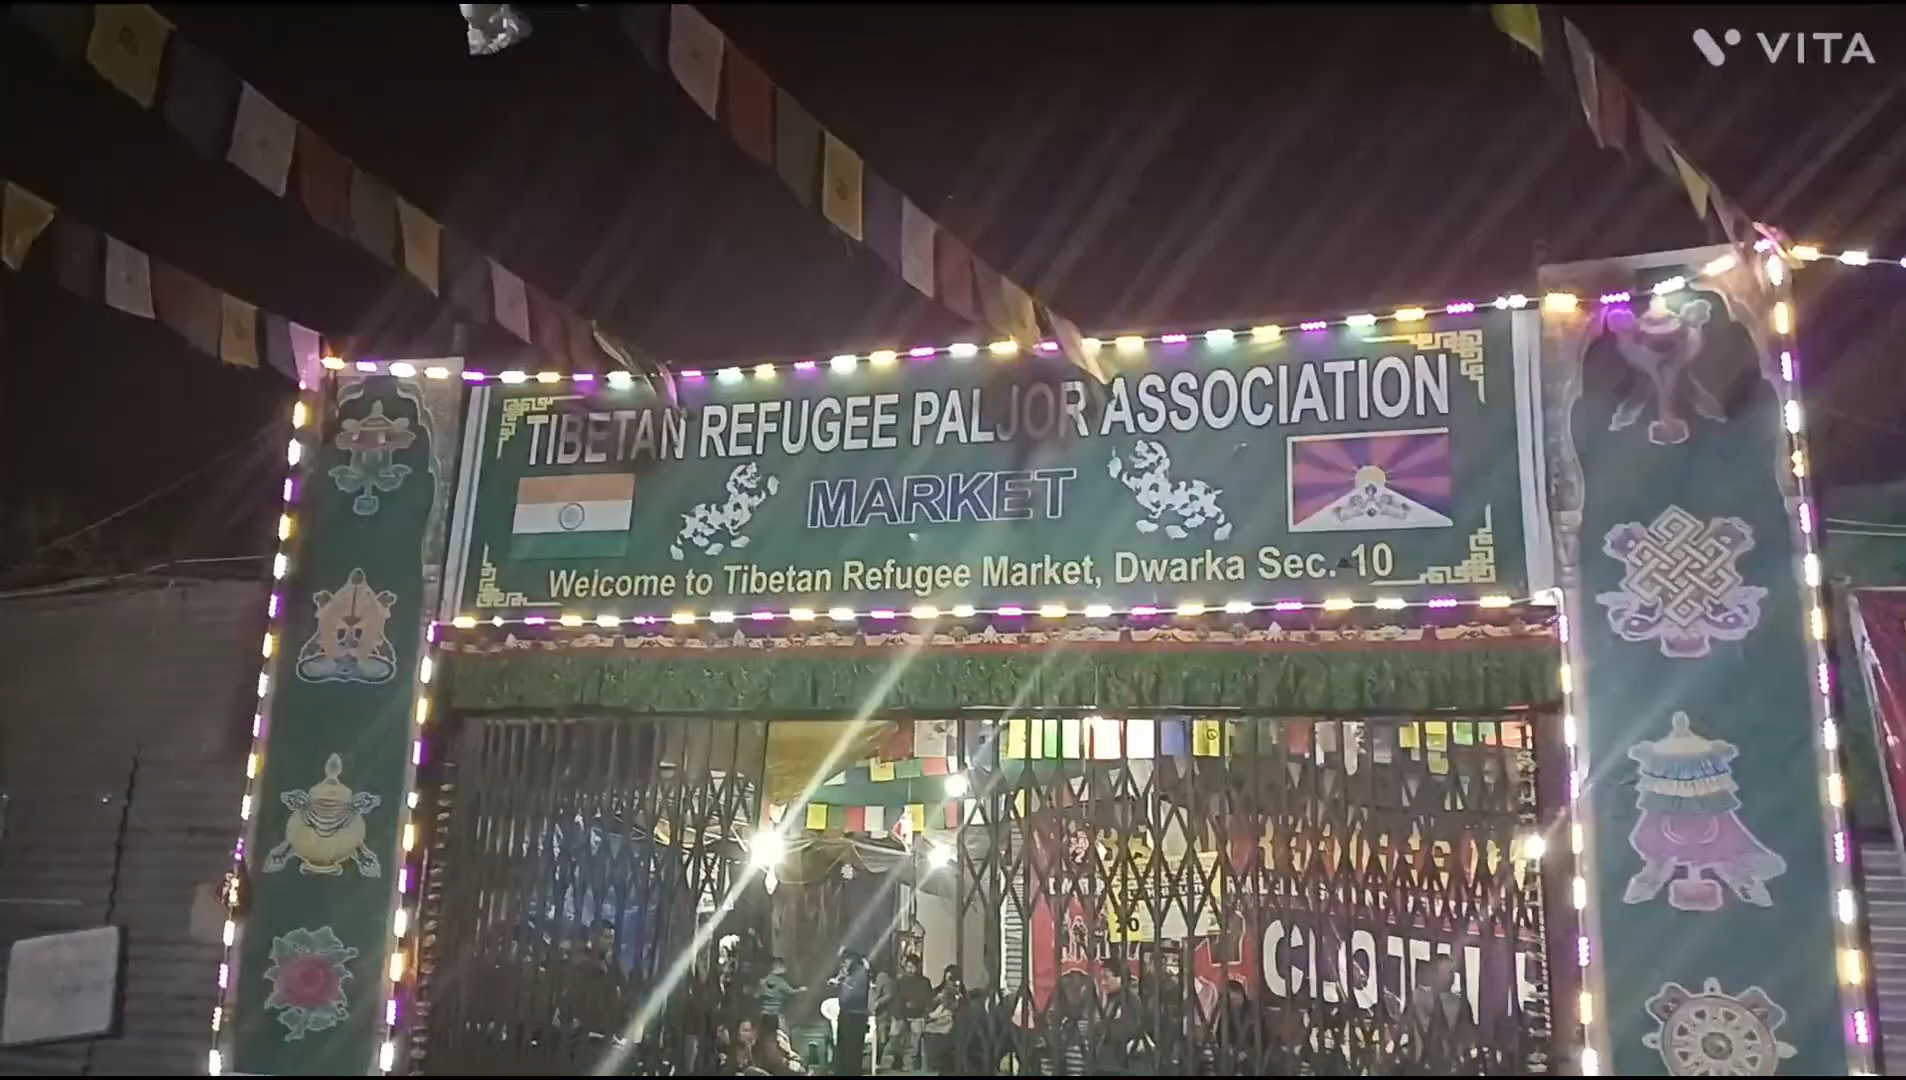 VITA
TIBETAN REFUGEE PALJOR ASSOCIATION
MARKET
Welcome to Tibetan Refugee Market, Dwarka Sec. 10